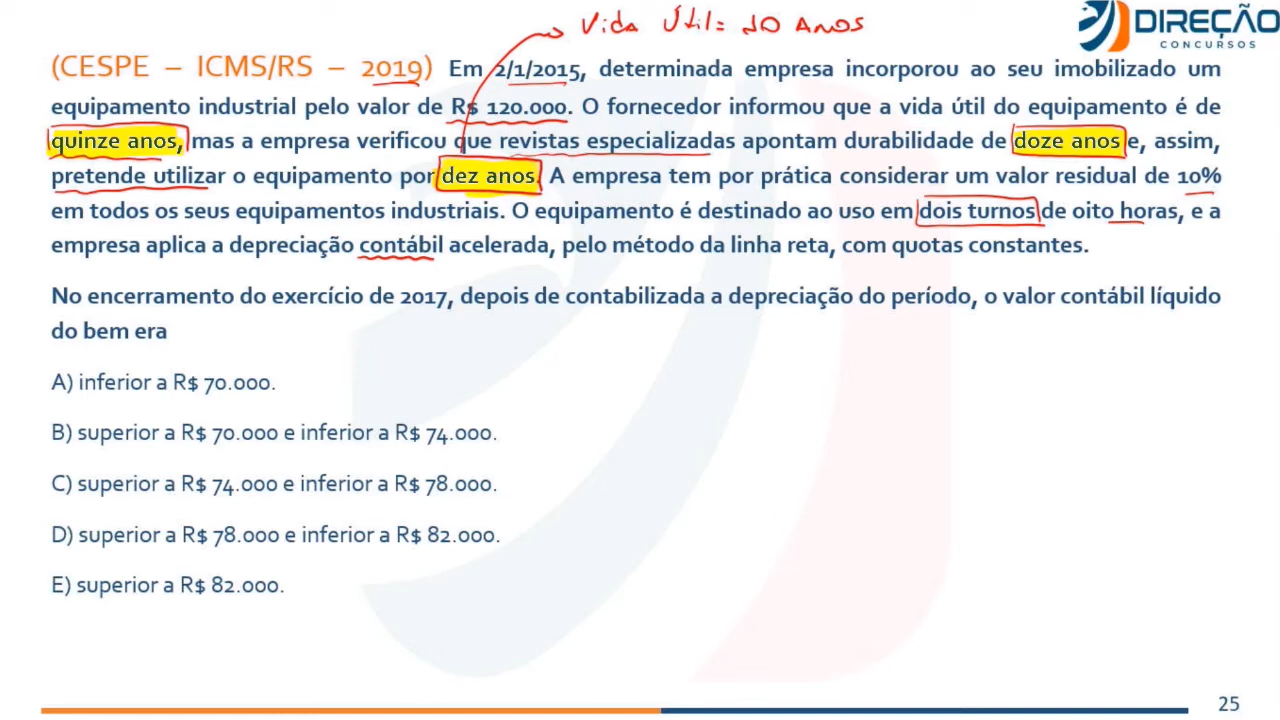 Vida Útil= 10 Anos
DIREÇÃO
CONCURSOS
(CESPE – ICMS/RS – 2019) Em 2/1/2015, determinada empresa incorporou ao seu imobilizado um
equipamento industrial pelo valor de R$ 120.000. O fornecedor informou que a vida útil do equipamento é de
quinze anos, mas a empresa verificou que revistas especializadas apontam durabilidade de doze anos e, assim,
pretende utilizar o equipamento por dez anos. A empresa tem por prática considerar um valor residual de 10%
em todos os seus equipamentos industriais. O equipamento é destinado ao uso em dois turnos de oito horas, e a
empresa aplica a depreciação contábil acelerada, pelo método da linha reta, com quotas constantes.
No encerramento do exercício de 2017, depois de contabilizada a depreciação do período, o valor contábil líquido
do bem era
A) inferior a R$ 70.000.
B) superior a R$ 70.000 e inferior a R$ 74.000.
C) superior a R$ 74.000 e inferior a R$ 78.000.
D) superior a R$ 78.000 e inferior a R$ 82.000.
E) superior a R$ 82.000.
25